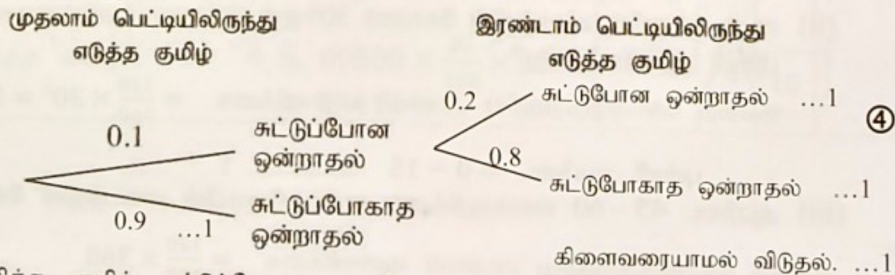 முதலாம் பெட்டியிலிருந்து
எடுத்த குமிழ்
இரண்டாம் பெட்டியிலிருந்து
எடுத்த குமிழ்
0.1
சுட்டுப்போன
ஒன்றாதல்
0.9 ...1
சுட்டுப்போகாத
ஒன்றாதல்
0.2
சுட்டுபோன ஒன்றாதல் ...1
④
0.8
சுட்டுபோகாத ஒன்றாதல் ...1
கிளைவரையாமல் விடுதல். ...1